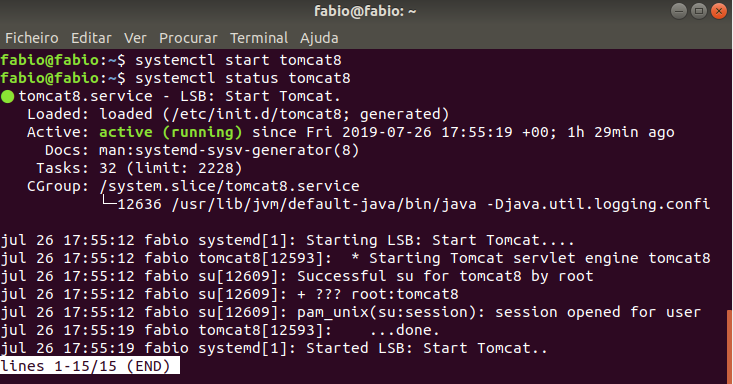 fabio@fabio: ~
Ficheiro Editar Ver Procurar Terminal Ajuda
fabio@fabio:~$ systemctl start tomcat8
fabio@fabio:~$ systemctl status tomcat8
● tomcat8.service - LSB: Start Tomcat.
   Loaded: loaded (/etc/init.d/tomcat8; generated)
   Active: active (running) since Fri 2019-07-26 17:55:19 +00; 1h 29min ago
     Docs: man:systemd-sysv-generator(8)
    Tasks: 32 (limit: 2228)
   CGroup: /system.slice/tomcat8.service
           └─12636 /usr/lib/jvm/default-java/bin/java -Djava.util.logging.confi
jul 26 17:55:12 fabio systemd[1]: Starting LSB: Start Tomcat....
jul 26 17:55:12 fabio tomcat8[12593]:  * Starting Tomcat servlet engine tomcat8
jul 26 17:55:12 fabio su[12609]: Successful su for tomcat8 by root
jul 26 17:55:12 fabio su[12609]: + ??? root:tomcat8
jul 26 17:55:12 fabio su[12609]: pam_unix(su:session): session opened for user
jul 26 17:55:19 fabio tomcat8[12593]:    ...done.
jul 26 17:55:19 fabio systemd[1]: Started LSB: Start Tomcat..
lines 1-15/15 (END)